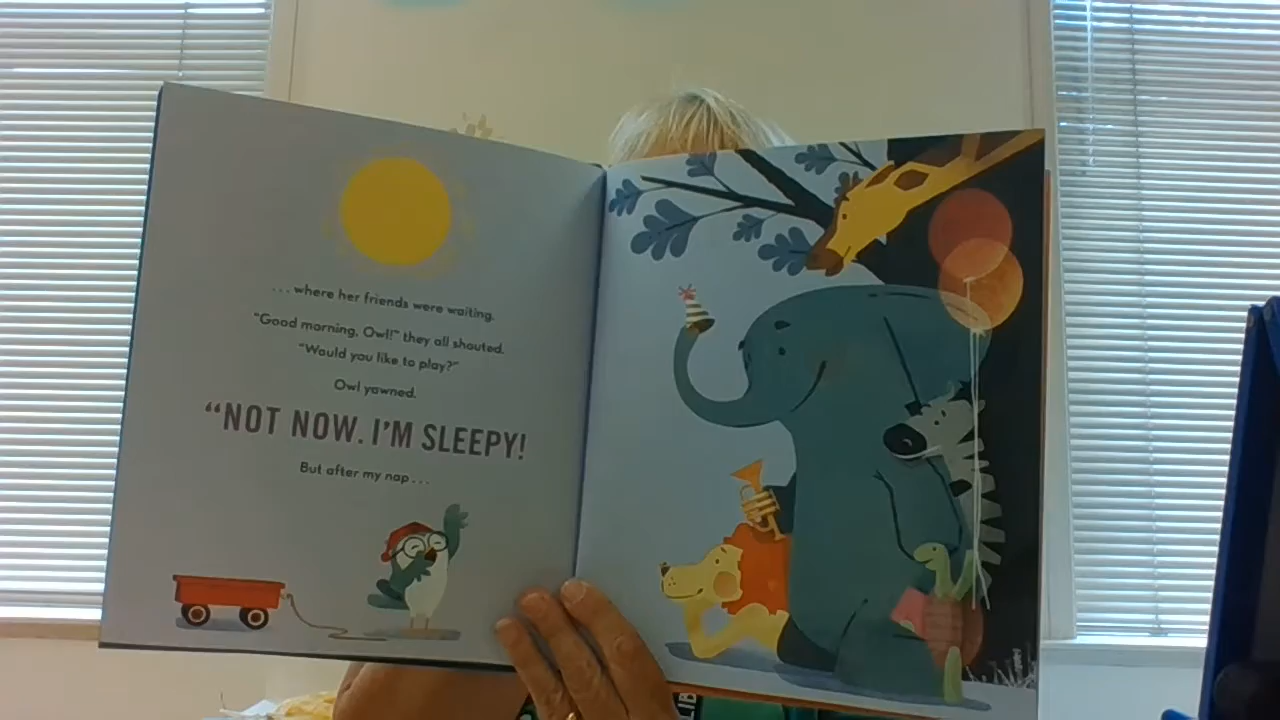 . . . where her friends were waiting.
"Good morning, Owl!" they all shouted.
"Would you like to play?"
Owl yawned.
"NOT NOW. I'M SLEEPY!
But after my nap . . .